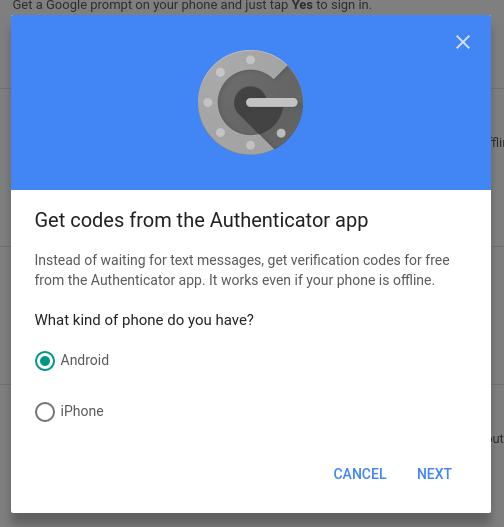 Get a Google prompt on your phone and just tap Yes to sign in.
Get codes from the Authenticator app
Instead of waiting for text messages, get verification codes for free
from the Authenticator app. It works even if your phone is offline.
What kind of phone do you have?
Android
iPhone
CANCEL NEXT